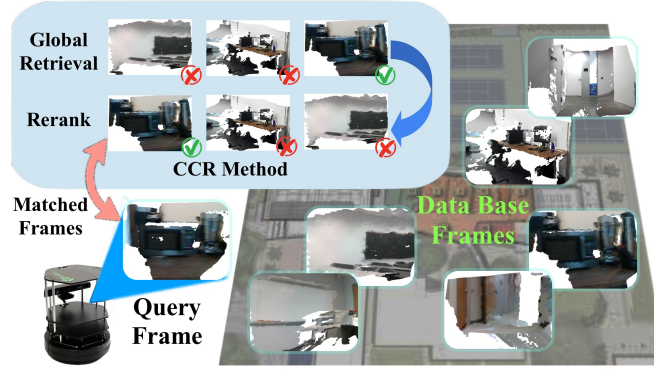 Global
Retrieval
Rerank
CCR Method
Matched
Frames
Data Base
Frames
Query
Frame